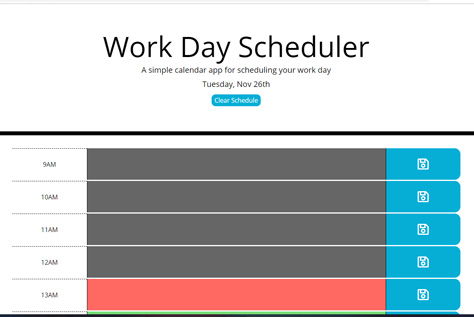 Work Day Scheduler
A simple calendar app for scheduling your work day
Tuesday, Nov 26th
Clear Schedule
9AM
10AM
11AM
12AM
13AM